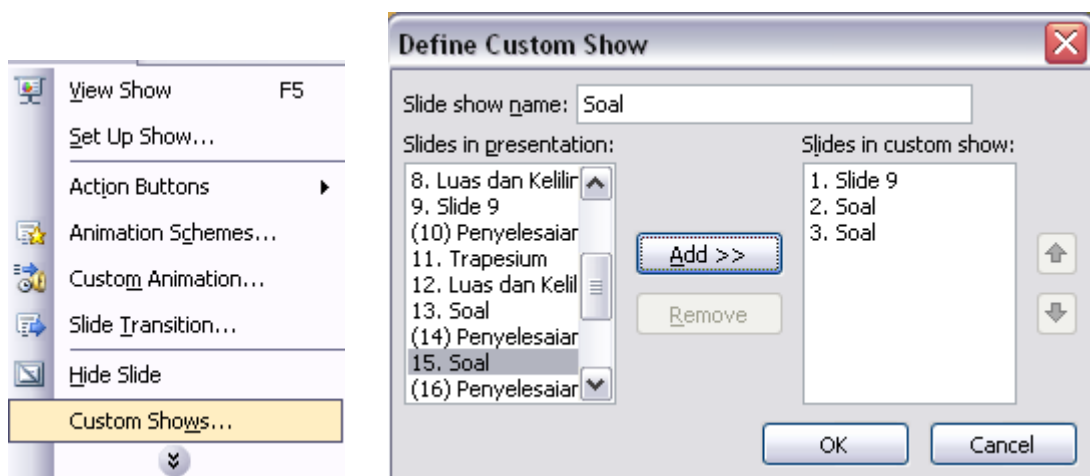 View Show F5
Set Up Show...
Action Buttons
Animation Schemes...
Custom Animation...
Slide Transition...
Hide Slide
Custom Shows...
Define Custom Show
Slide show name: Soal
Slides in presentation:
8. Luas dan Kelilir
9. Slide 9
(10) Penyelesaiar
11. Trapesium
12. Luas dan Kelil
13. Soal
(14) Penyelesaiar
15. Soal
(16) Penyelesaiar
Add >>
Remove
Slides in custom show:
1. Slide 9
2. Soal
3. Soal
OK Cancel